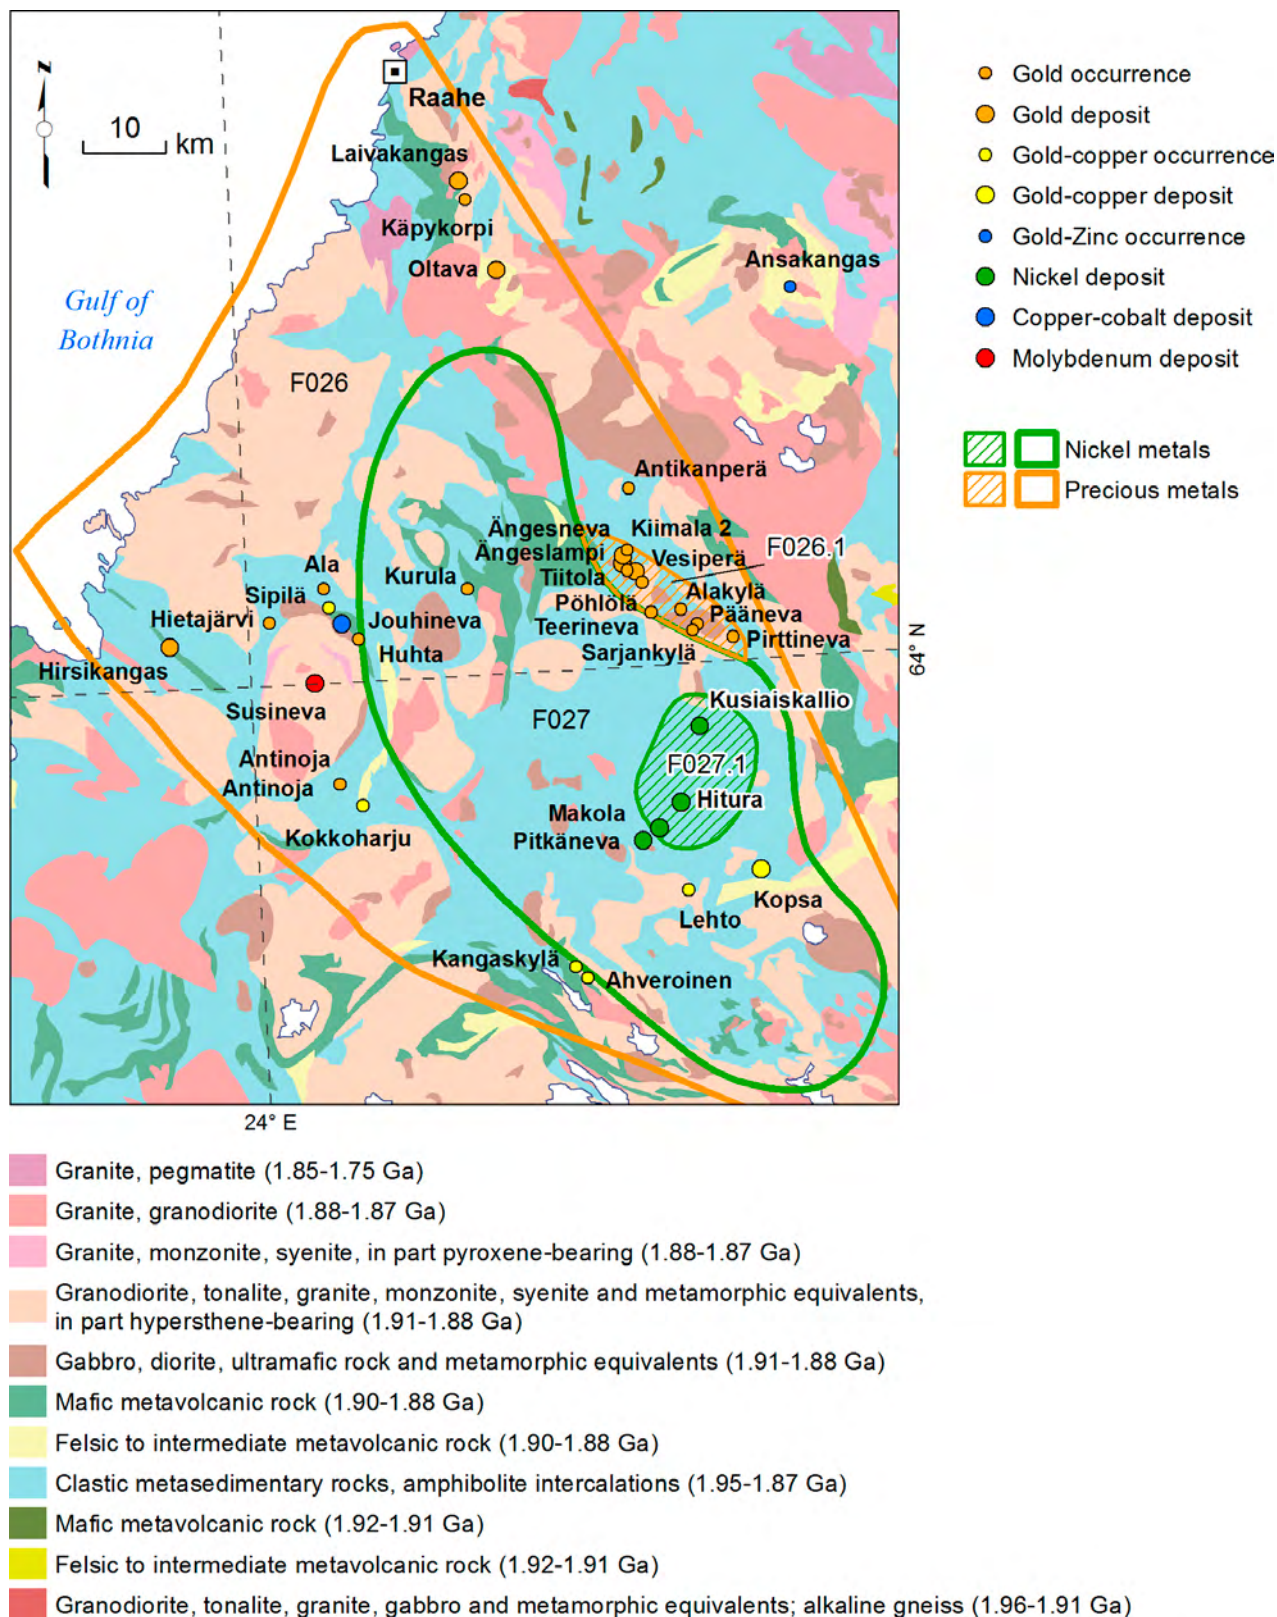 z
10
km
Raahe
Laivakangas
Käpykorpi
Oltava
Ansakangas
Gulf of
Bothnia
F026
Antikanperä
Ängesneva
Kiimala 2
Ängeslampi
Vesiperä
F026.1
Tiitola
Ala
Kurula
Alakylä
Sipilä
Pöhlölä
Pääneva
Hietajärvi
Jouhineva
Teerineva
Pirttineva
Huhta
Sarjankylä
Hirsikangas
64° N
Susineva
F027
Kusiaiskallio
Antinoja
F027.1
Antinoja
Hitura
Makola
Kokkoharju
Pitkäneva
Kopsa
Lehto
Kangaskylä
Ahveroinen
24° E
Gold occurrence
Gold deposit
Gold-copper occurrence
Gold-copper deposit
Gold-Zinc occurrence
Nickel deposit
Copper-cobalt deposit
Molybdenum deposit
Nickel metals
Precious metals
Granite, pegmatite (1.85-1.75 Ga)
Granite, granodiorite (1.88-1.87 Ga)
Granite, monzonite, syenite, in part pyroxene-bearing (1.88-1.87 Ga)
Granodiorite, tonalite, granite, monzonite, syenite and metamorphic equivalents,
in part hypersthene-bearing (1.91-1.88 Ga)
Gabbro, diorite, ultramafic rock and metamorphic equivalents (1.91-1.88 Ga)
Mafic metavolcanic rock (1.90-1.88 Ga)
Felsic to intermediate metavolcanic rock (1.90-1.88 Ga)
Clastic metasedimentary rocks, amphibolite intercalations (1.95-1.87 Ga)
Mafic metavolcanic rock (1.92-1.91 Ga)
Felsic to intermediate metavolcanic rock (1.92-1.91 Ga)
Granodiorite, tonalite, granite, gabbro and metamorphic equivalents; alkaline gneiss (1.96-1.91 Ga)